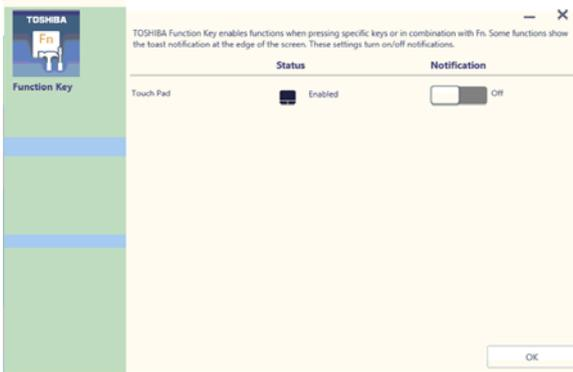 TOSHIBA
Fn
Function Key
TOSHIBA Function Key enables functions when pressing specific keys or in combination with Fn. Some functions show
the toast notification at the edge of the screen. These settings turn on/off notifications.
Status Notification
Touch Pad Enabled Off
OK